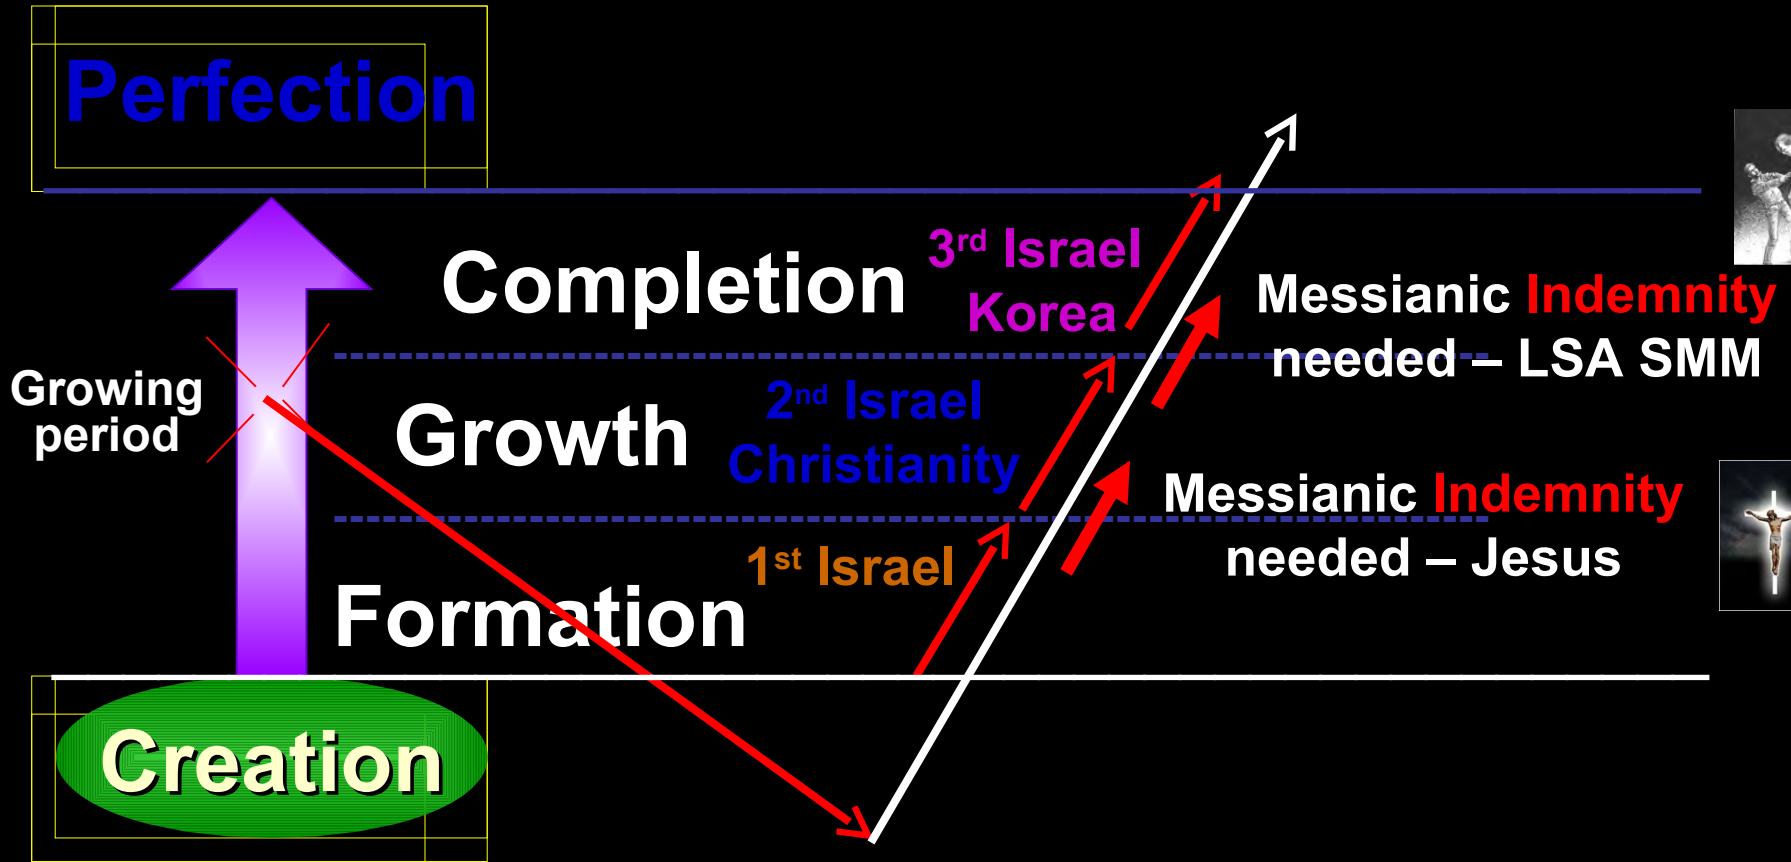 Perfection
Completion
3rd Israel
Korea
Messianic Indemnity
needed – LSA SMM
Growing
period
Growth
2nd Israel
Christianity
Messianic Indemnity
needed – Jesus
1st Israel
Formation
Creation